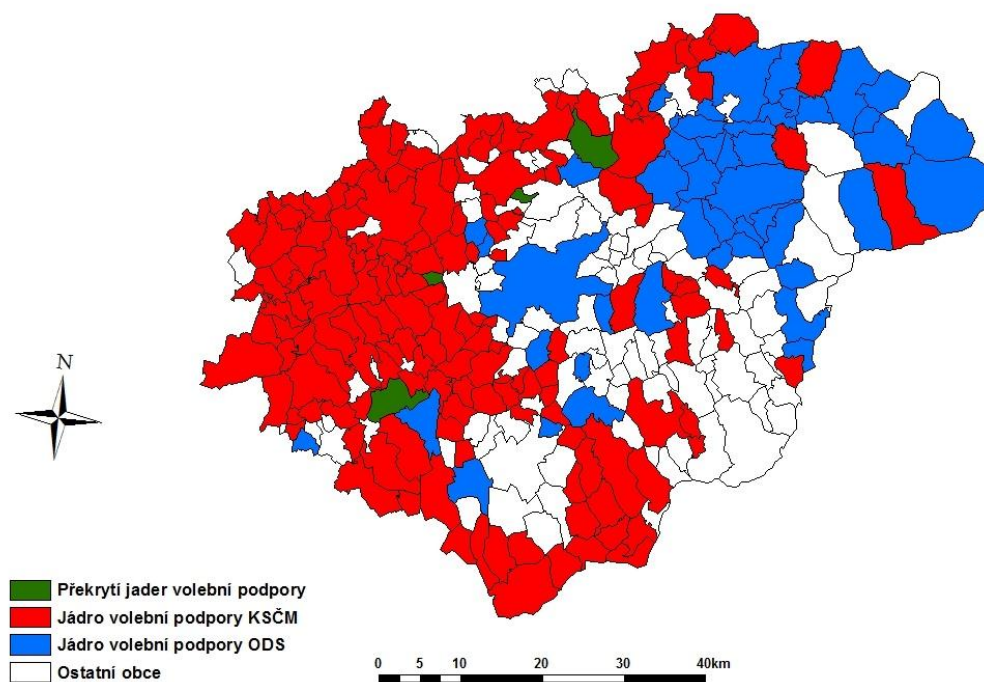 N
Překrytí jader volební podpory
Jádro volební podpory KSČM
Jádro volební podpory ODS
Ostatní obce
0 5 10 20 30 40km